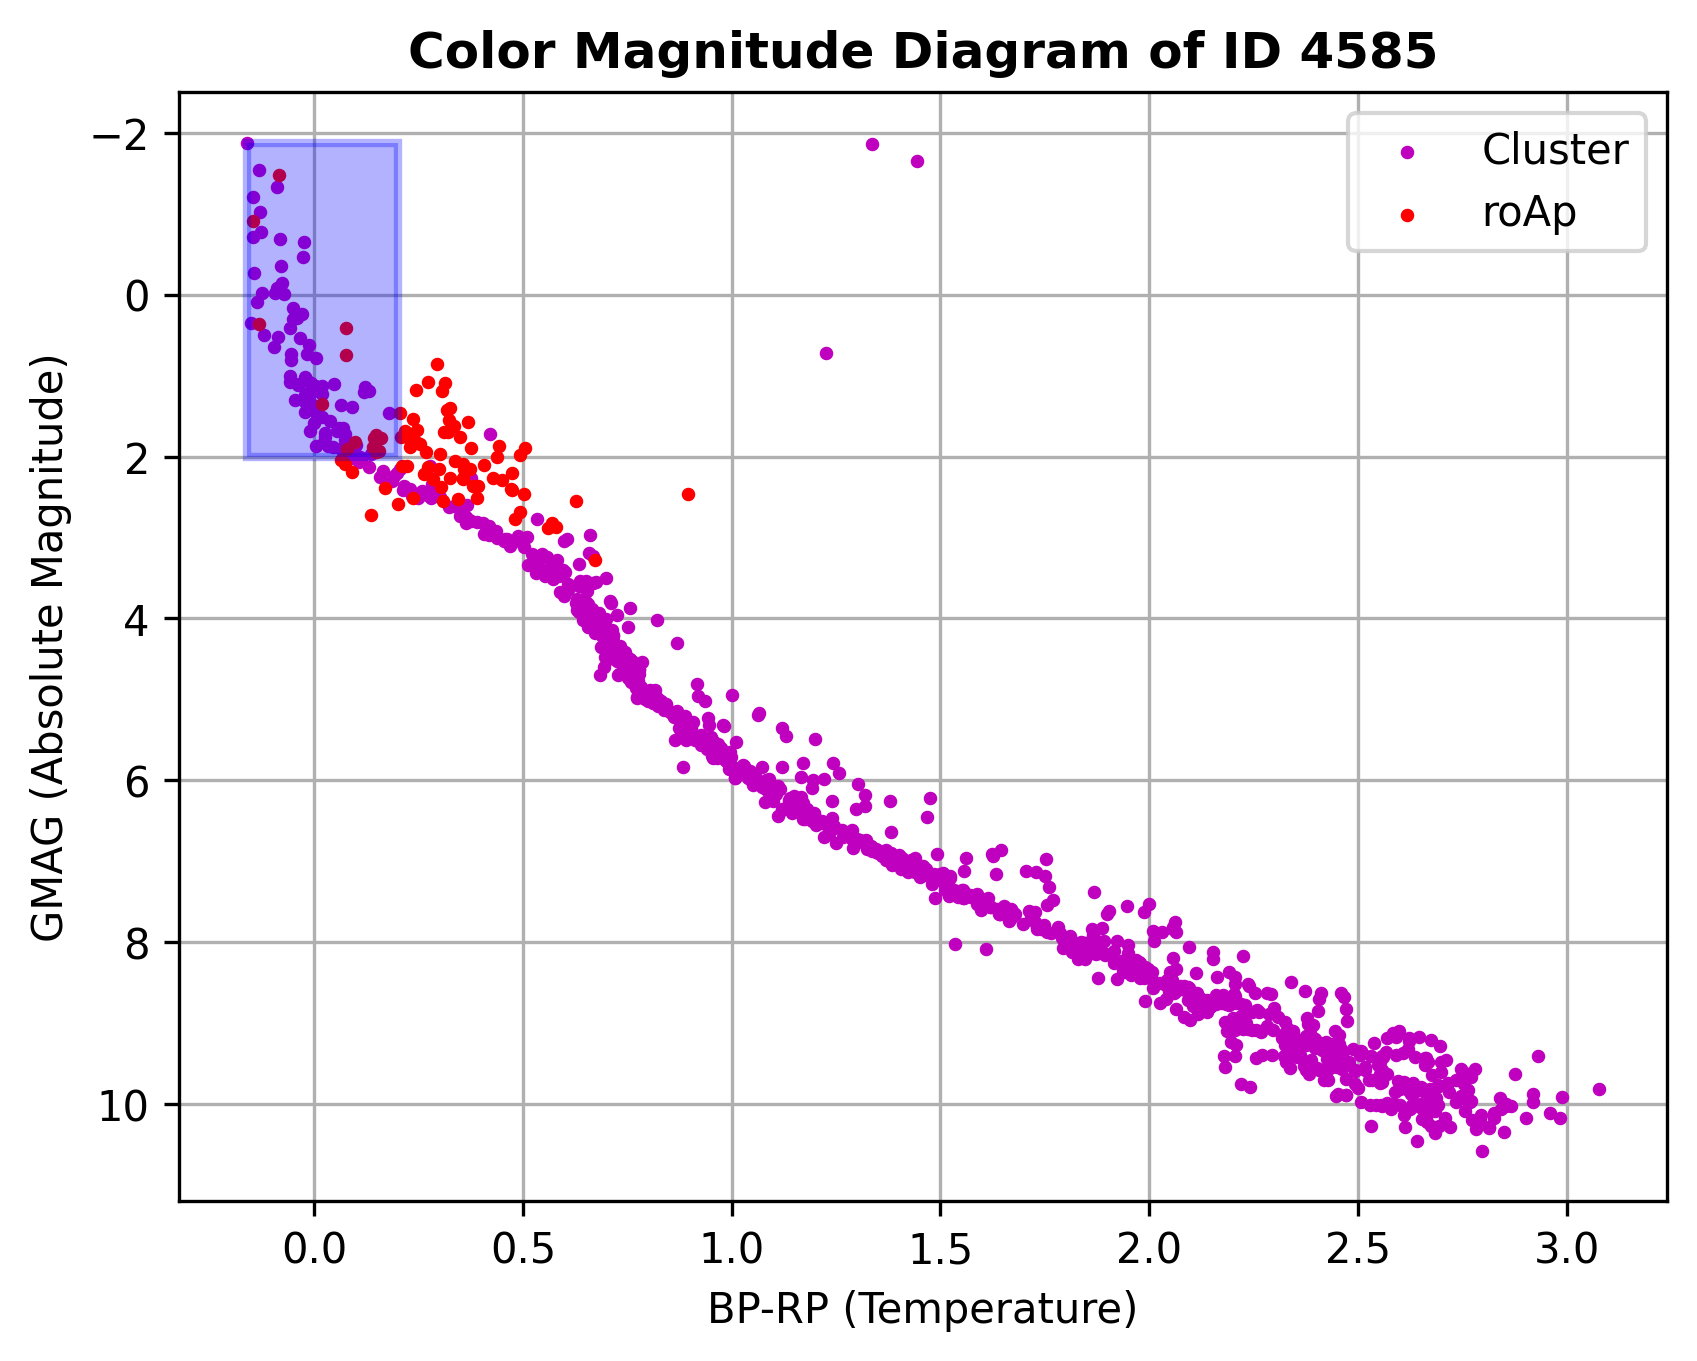 Color Magnitude Diagram of ID 4585
Cluster
roAp
GMAG (Absolute Magnitude)
−2
0
2
4
6
8
10
0.0 0.5 1.0 1.5 2.0 2.5 3.0
BP-RP (Temperature)